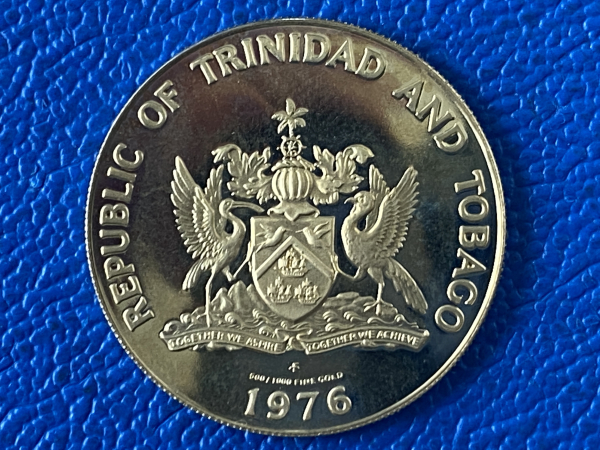 REPUBLIC OF TRINIDAD AND TOBAGO
TOGETHER WE ASPIRE TOGETHER WE ACHIEVE
500/1000 FINE GOLD
1976